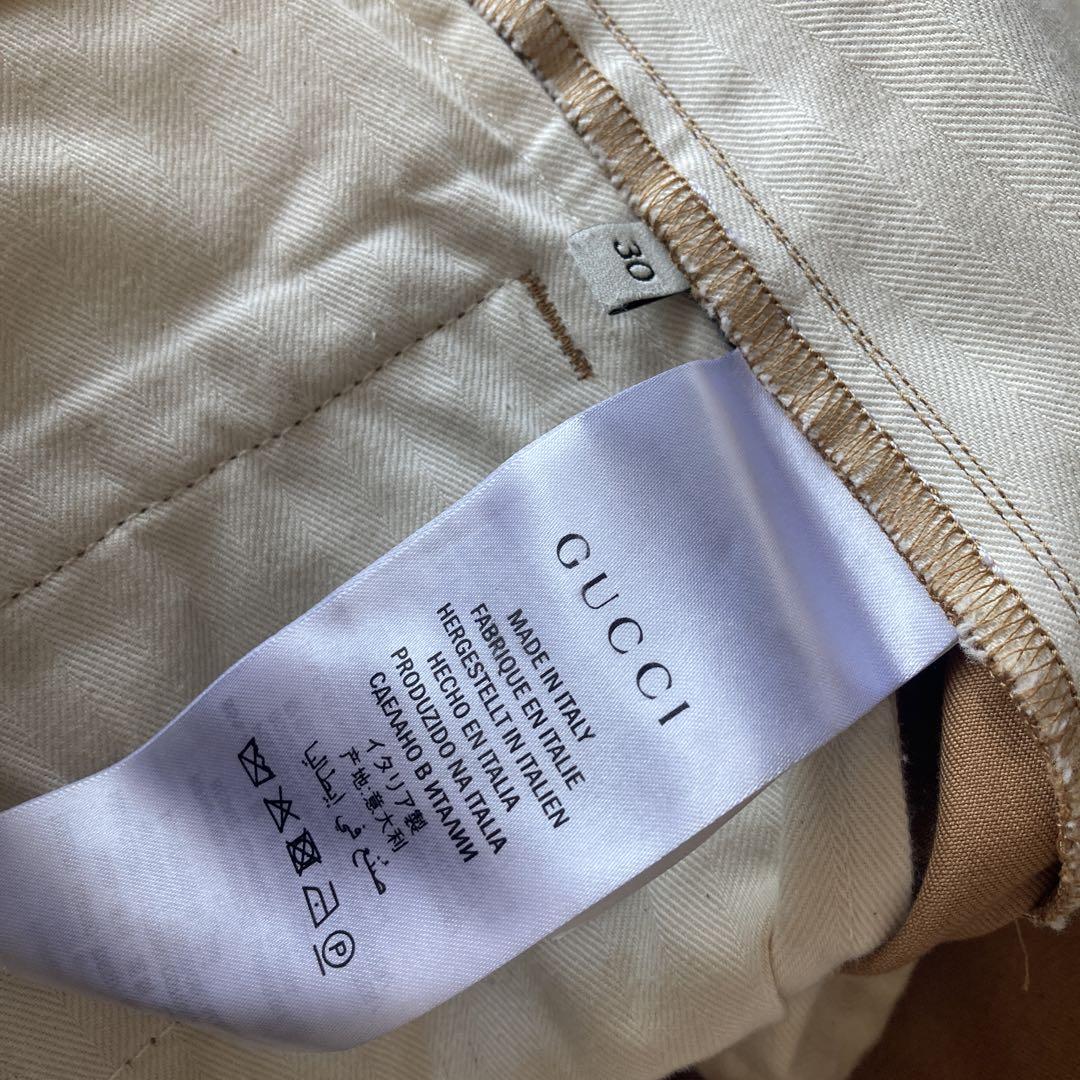 30
GUCCI
MADE IN ITALY
FABRIQUE EN ITALIE
HERGESTELLT IN ITALIEN
HECHO EN ITALIA
PRODUZIDO NA ITALIA
СДЕЛАНО В ИТАЛИИ
イタリア製
产地:意大利
صنع في إيطاليا
P